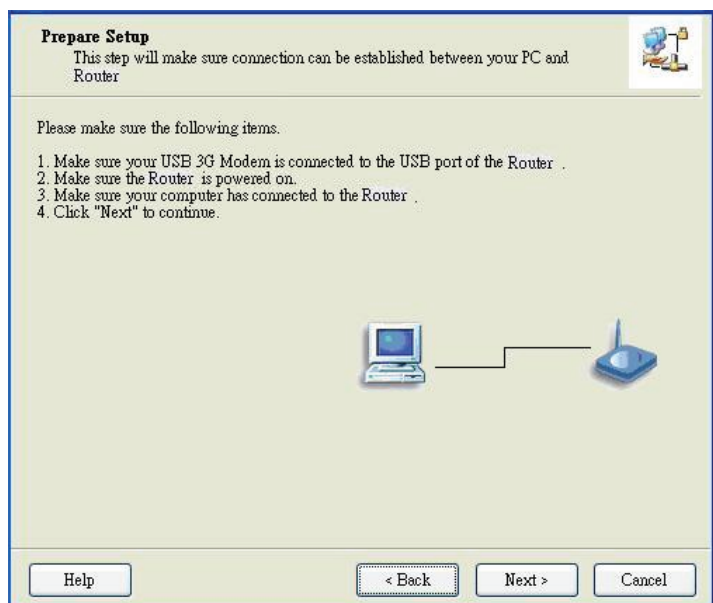 Prepare Setup
This step will make sure connection can be established between your PC and
Router
Please make sure the following items.
1. Make sure your USB 3G Modem is connected to the USB port of the Router .
2. Make sure the Router is powered on.
3. Make sure your computer has connected to the Router .
4. Click "Next" to continue.
Help
< Back
Next >
Cancel